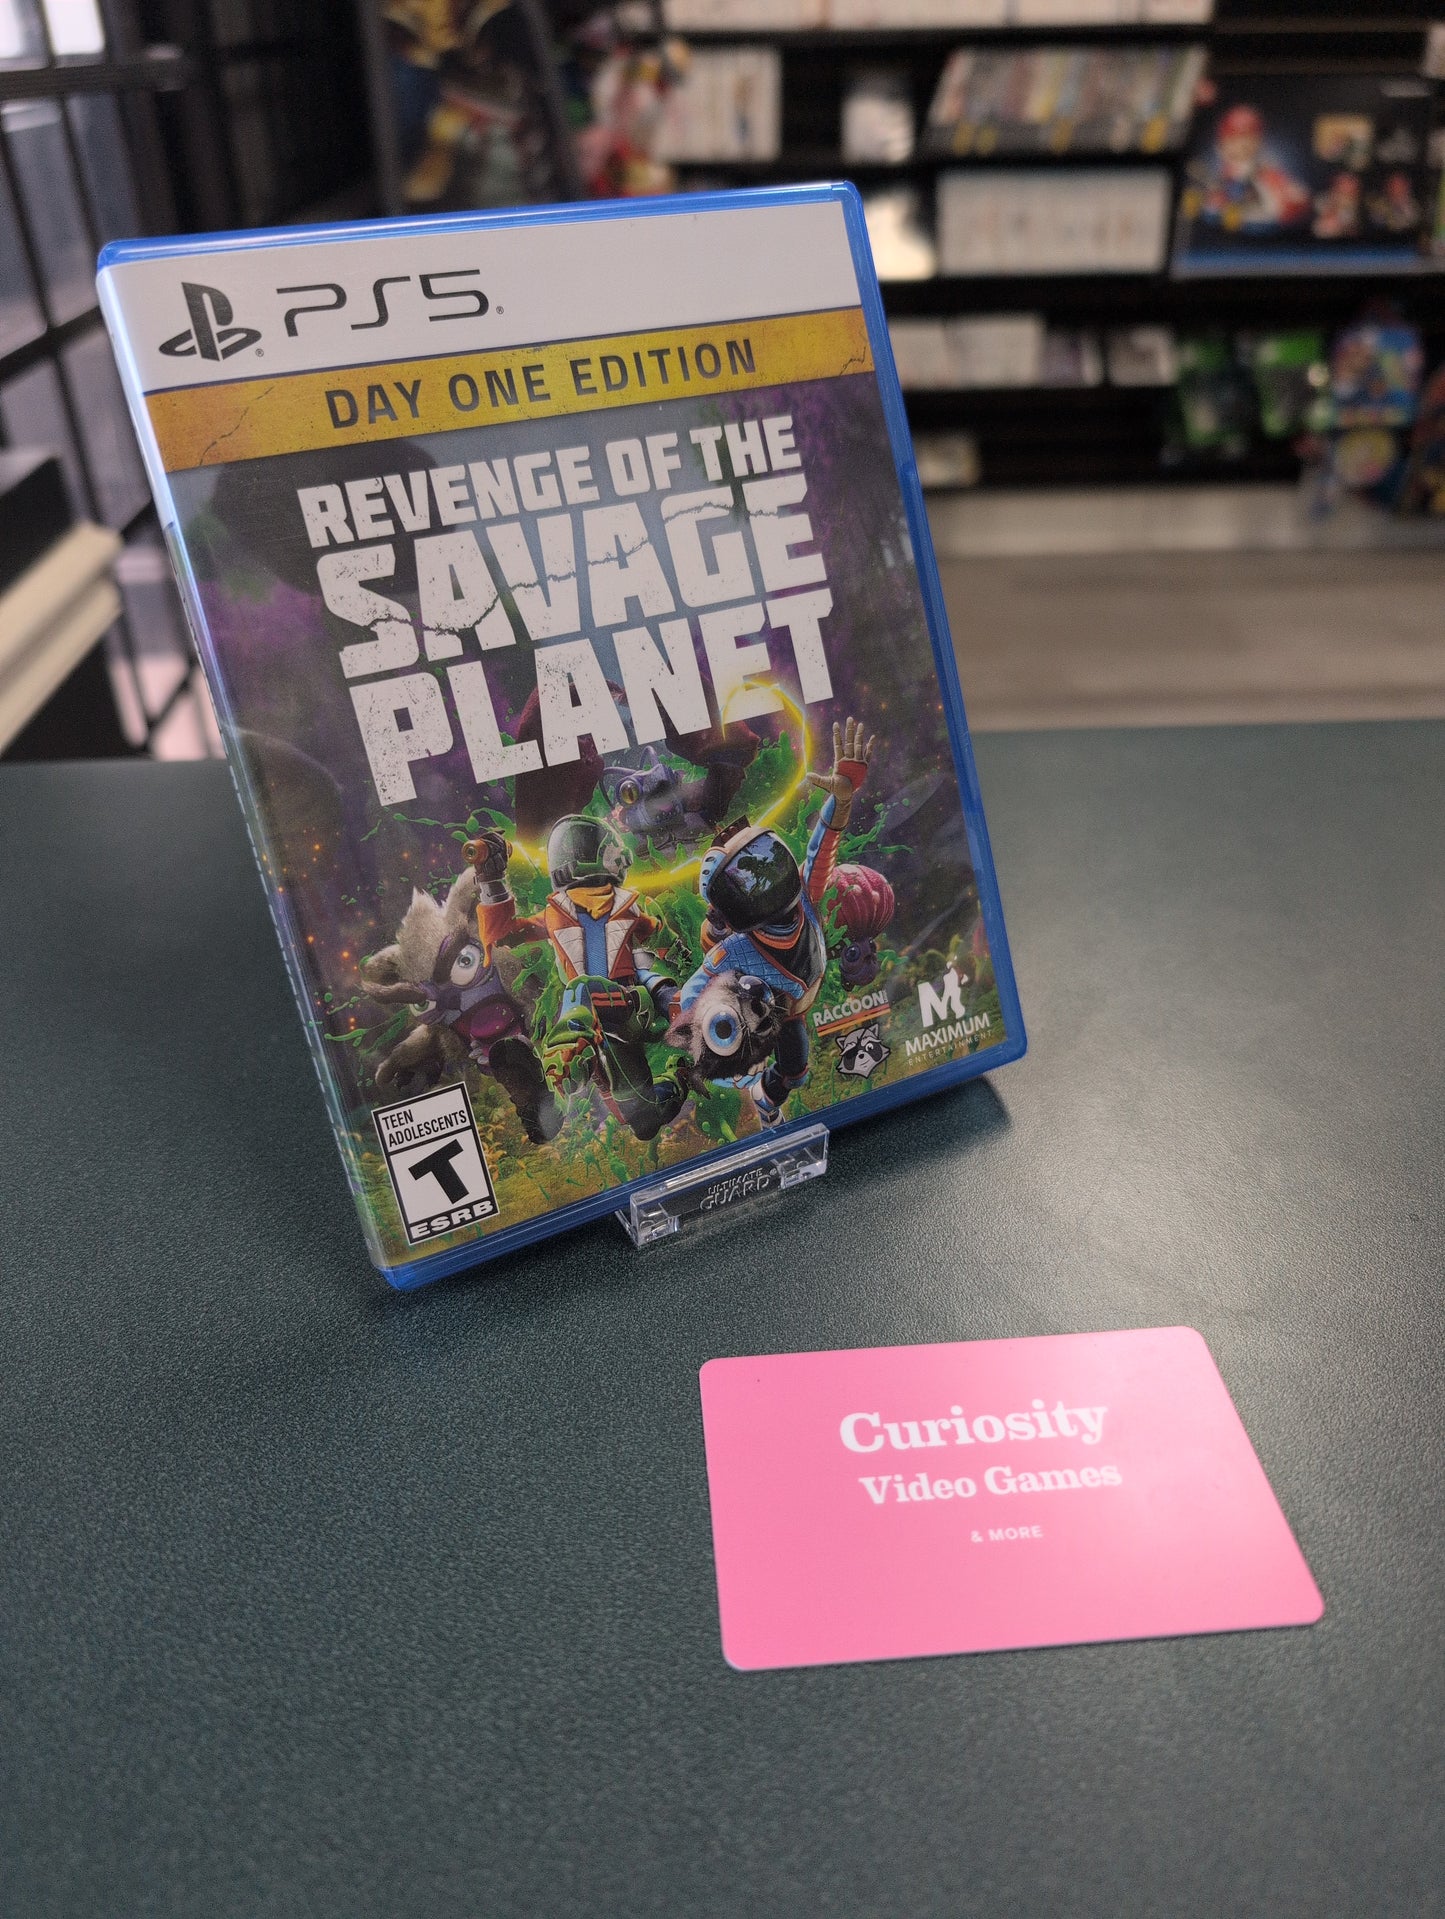 PS5
DAY ONE EDITION
REVENGE OF THE
SAVAGE
PLANET
RACCOON
MAXIMUM
ENTERTAINMENT
TEEN
ADOLESCENTS
T
ESRB
ULTIMATE
GUARD
Curiosity
Video Games
& MORE